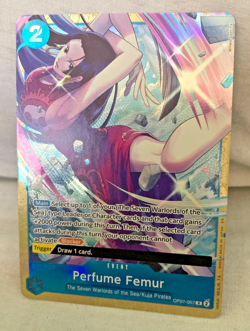 2
Main Select up to 1 of your {The Seven Warlords of the
Sea} type Leader or Character cards and that card gains
+2000 power during this turn. Then, if the selected card
attacks during this turn, your opponent cannot
activate Blocker.
Trigger Draw 1 card.
EVENT
Perfume Femur
The Seven Warlords of the Sea/Kuja Pirates
OP07-057 R